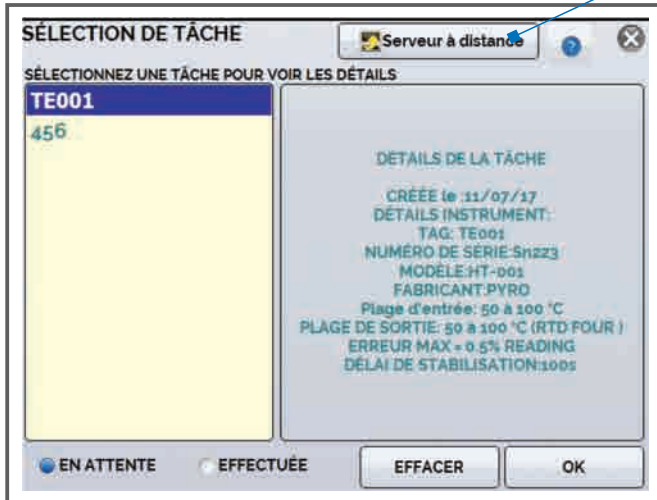 SÉLECTION DE TÂCHE
Serveur à distance
?
SÉLECTIONNEZ UNE TÂCHE POUR VOIR LES DÉTAILS
TE001
456
DÉTAILS DE LA TÂCHE
CRÉÉE le :11/07/17
DÉTAILS INSTRUMENT:
TAG: TE001
NUMÉRO DE SÉRIE:Sn223
MODÈLE:HT-001
FABRICANT:PYRO
Plage d'entrée: 50 à 100 °C
PLAGE DE SORTIE: 50 à 100 °C (RTD FOUR )
ERREUR MAX = 0.5% READING
DÉLAI DE STABILISATION:100s
EN ATTENTE
EFFECTUÉE
EFFACER
OK